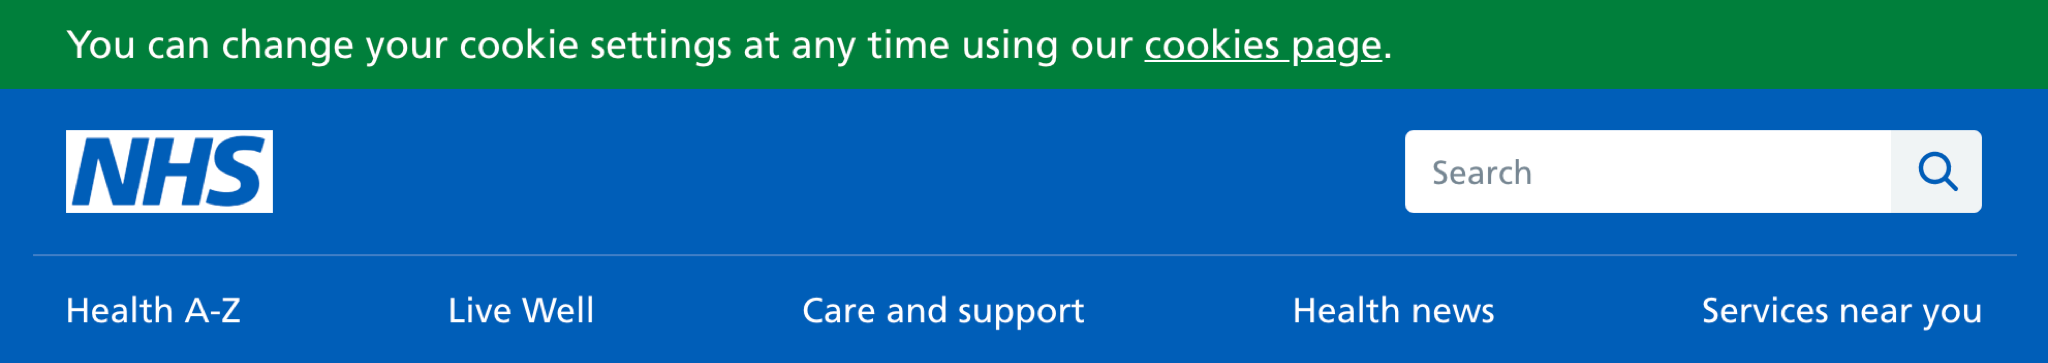 You can change your cookie settings at any time using our cookies page.
NHS
Search
Health A-Z
Live Well
Care and support
Health news
Services near you